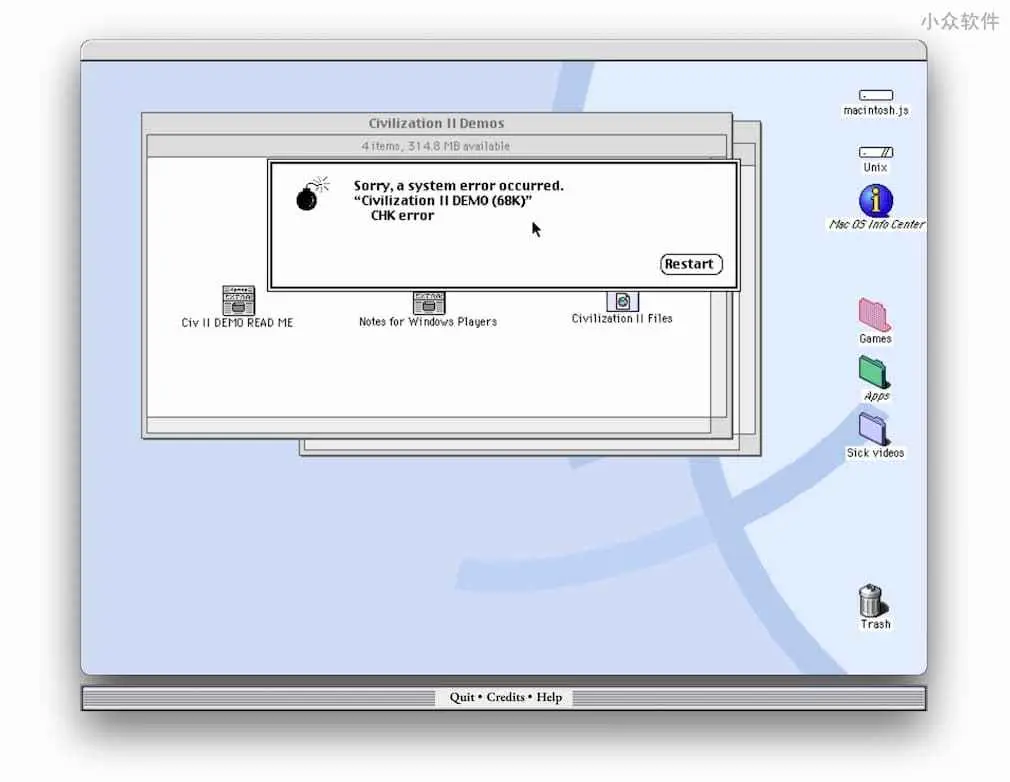 小众软件
macintosh.js
Civilization II Demos
4 items, 314.8 MB available
Unix
Sorry, a system error occurred.
“Civilization II DEMO (68K)”
CHK error
Mac OS Info Center
Restart
Civ II DEMO READ ME
Notes for Windows Players
Civilization II Files
Games
Apps
Sick videos
Trash
Quit • Credits • Help